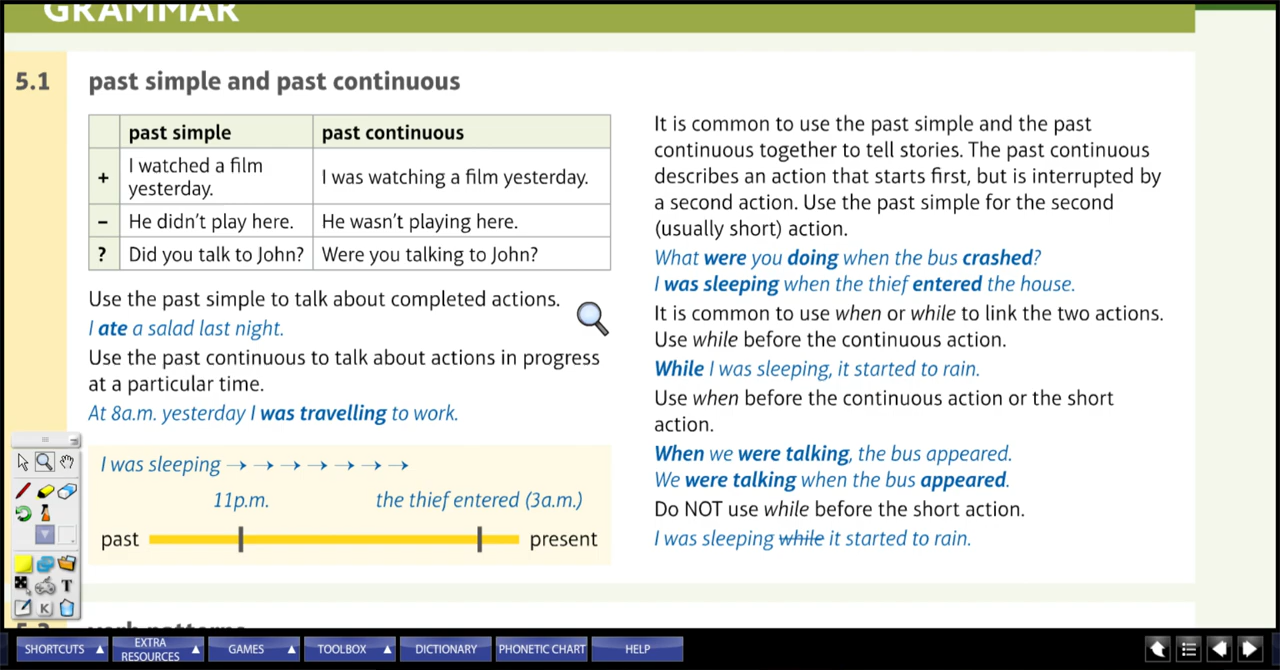 GRAMMAR
5.1 past simple and past continuous
past simple past continuous
+ I watched a film yesterday. I was watching a film yesterday.
– He didn't play here. He wasn't playing here.
? Did you talk to John? Were you talking to John?
Use the past simple to talk about completed actions.
I ate a salad last night.
Use the past continuous to talk about actions in progress
at a particular time.
At 8a.m. yesterday I was travelling to work.
I was sleeping → → → → → → →
11p.m. the thief entered (3a.m.)
past present
It is common to use the past simple and the past
continuous together to tell stories. The past continuous
describes an action that starts first, but is interrupted by
a second action. Use the past simple for the second
(usually short) action.
What were you doing when the bus crashed?
I was sleeping when the thief entered the house.
It is common to use when or while to link the two actions.
Use while before the continuous action.
While I was sleeping, it started to rain.
Use when before the continuous action or the short
action.
When we were talking, the bus appeared.
We were talking when the bus appeared.
Do NOT use while before the short action.
I was sleeping while it started to rain.
5.2 verb patterns
T
K
SHORTCUTS
EXTRA
RESOURCES
GAMES
TOOLBOX
DICTIONARY
PHONETIC CHART
HELP